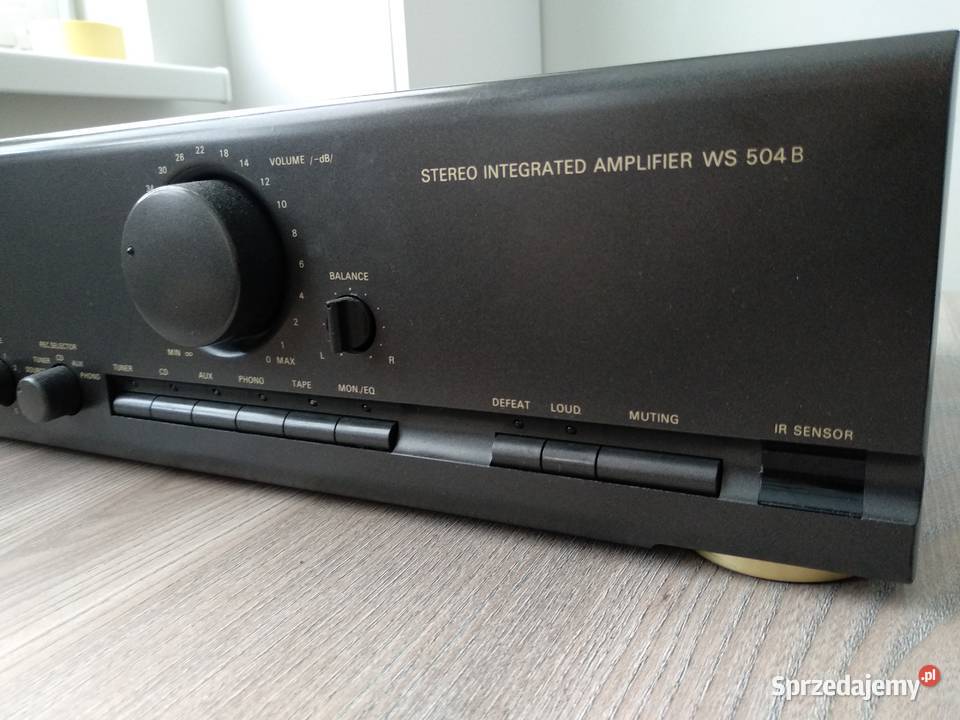 STEREO INTEGRATED AMPLIFIER WS 504 B
VOLUME /-dB/
34 30 26 22 18 14 12 10 8 6 4 2 1 0 MAX
MIN ∞
BALANCE
L R
REC.SELECTOR
TUNER CD AUX
PHONO
TUNER CD AUX PHONO TAPE MON./EQ
DEFEAT LOUD MUTING
IR SENSOR
Sprzedajemy.pl